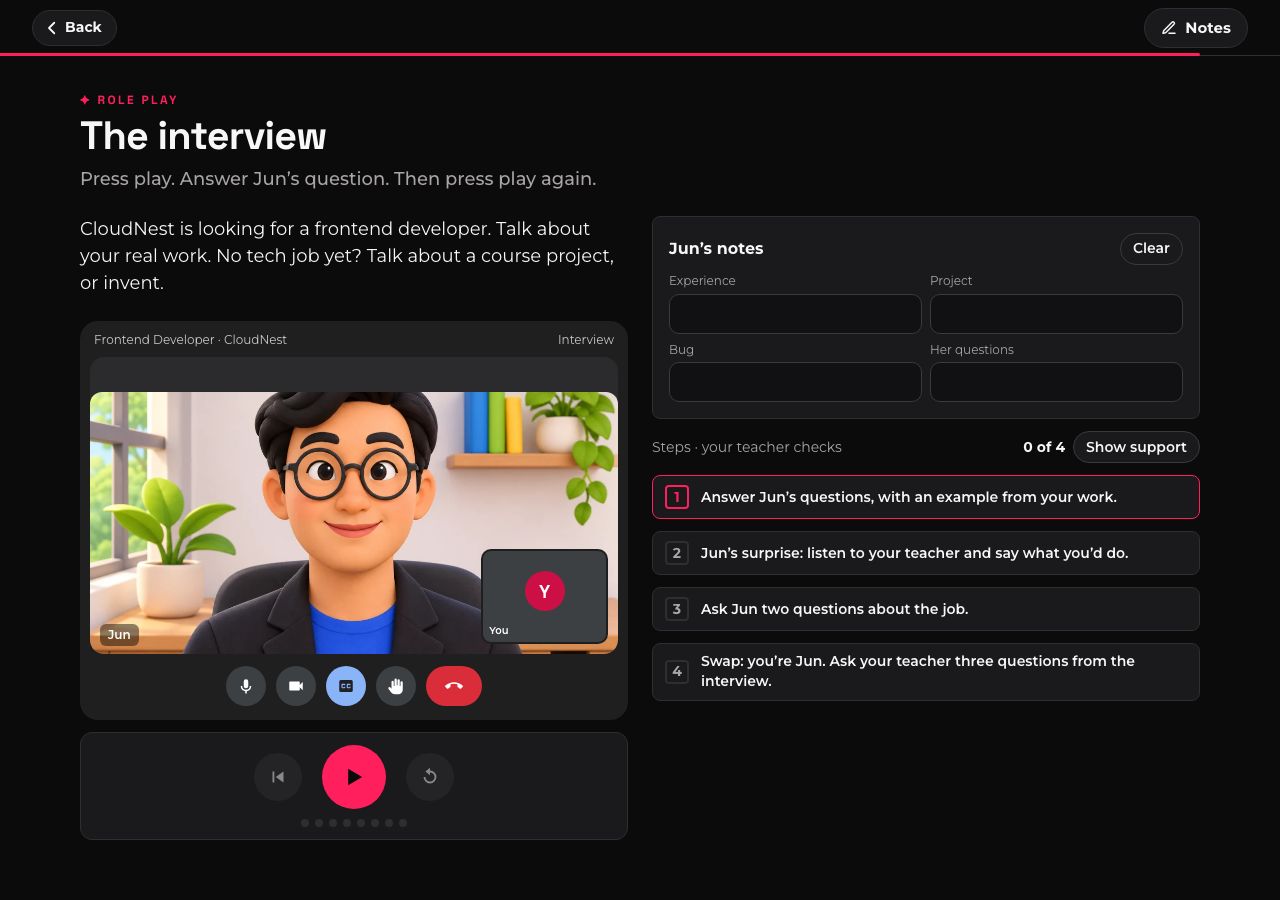 Back
Notes
ROLE PLAY
The interview
Press play. Answer Jun’s question. Then press play again.
CloudNest is looking for a frontend developer. Talk about
your real work. No tech job yet? Talk about a course project,
or invent.
Frontend Developer · CloudNest
Interview
Jun
Y
You
CC
Jun’s notes
Clear
Experience
Project
Bug
Her questions
Steps · your teacher checks
0 of 4
Show support
1
Answer Jun’s questions, with an example from your work.
2
Jun’s surprise: listen to your teacher and say what you’d do.
3
Ask Jun two questions about the job.
4
Swap: you’re Jun. Ask your teacher three questions from the
interview.